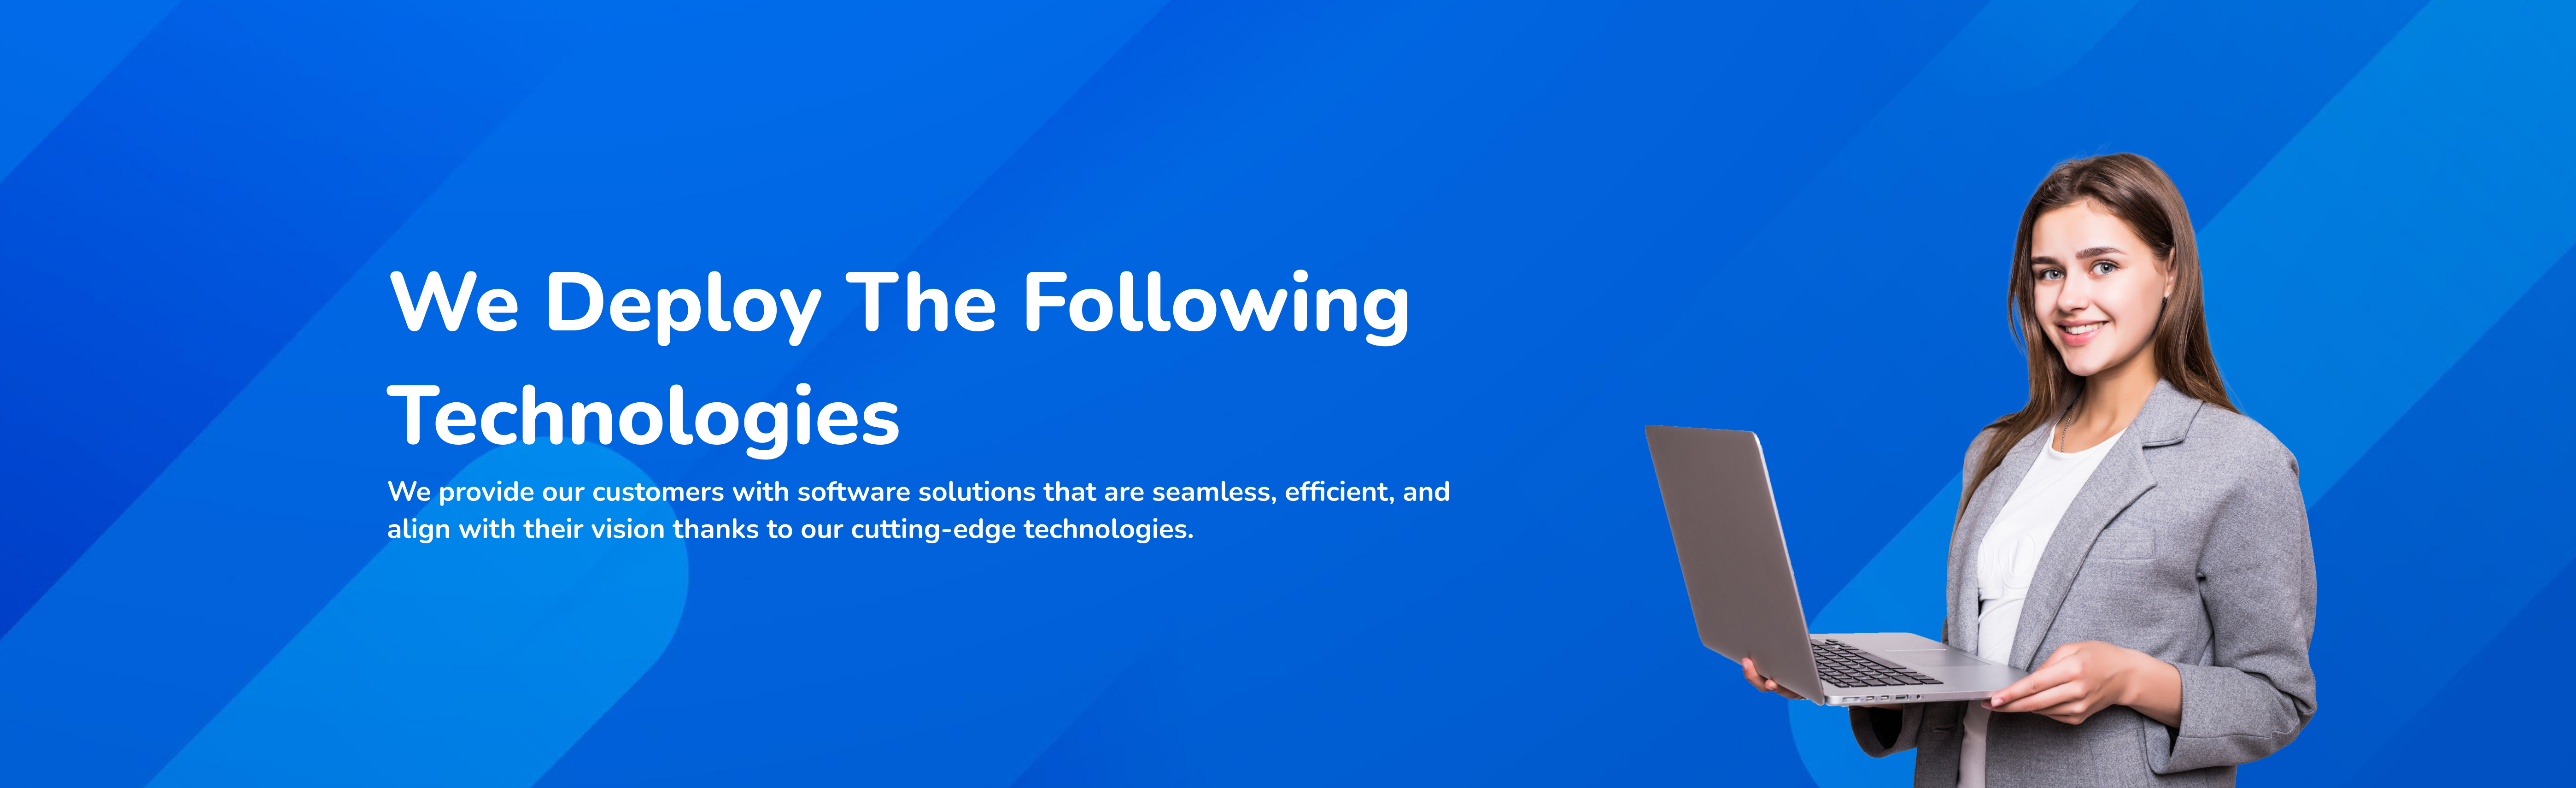 We Deploy The Following
Technologies
We provide our customers with software solutions that are seamless, efficient, and
align with their vision thanks to our cutting-edge technologies.